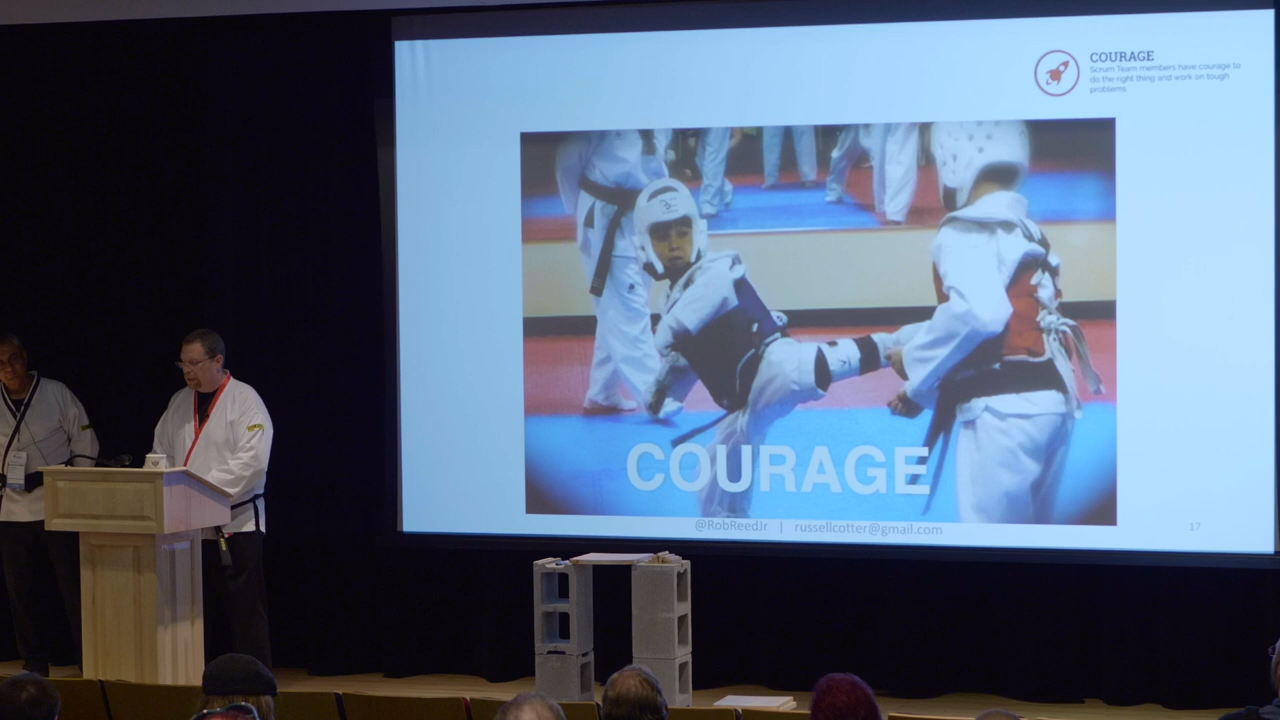 COURAGE
Scrum Team members have courage to
do the right thing and work on tough
problems
COURAGE
@RobReedJr | russellcotter@gmail.com
17